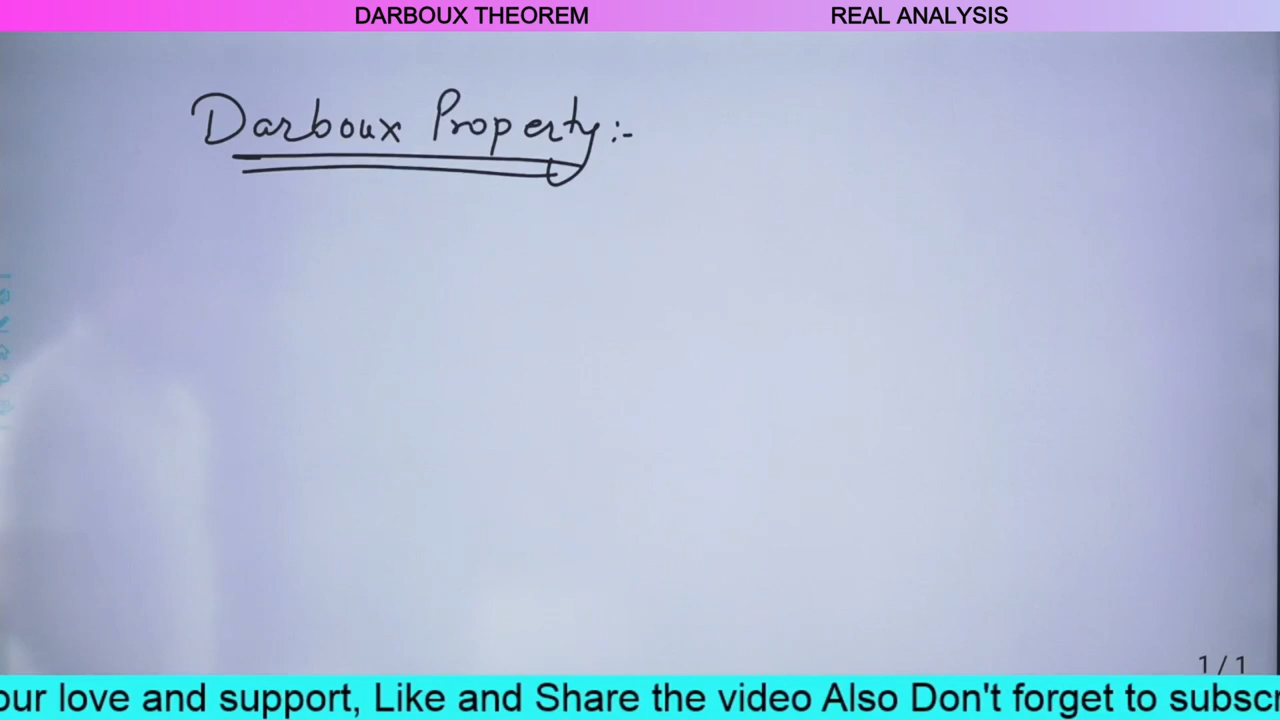 DARBOUX THEOREM REAL ANALYSIS
Darboux Property :-
1 / 1
our love and support, Like and Share the video Also Don't forget to subscr